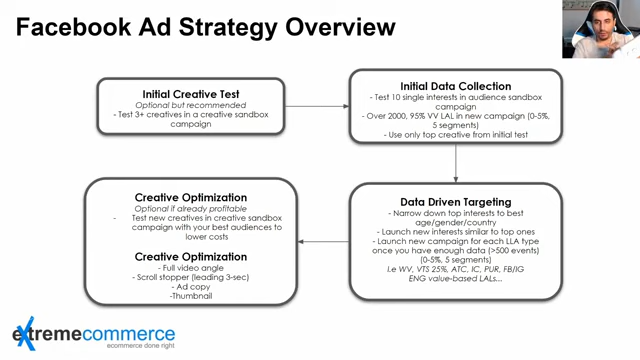 Facebook Ad Strategy Overview
Initial Creative Test
Optional but recommended
- Test 3+ creatives in a creative sandbox
campaign
Initial Data Collection
- Test 10 single interests in audience sandbox
campaign
- Over 2000, 95% VV LAL in new campaign (0-5%,
5 segments)
- Use only top creative from initial test
Data Driven Targeting
- Narrow down top interests to best
age/gender/country
- Launch new interests similar to top ones
- Launch new campaign for each LLA type
once you have enough data (>500 events)
(0-5%, 5 segments)
I.e WV, VTS 25%, ATC, IC, PUR, FB/IG
ENG value-based LALs...
Creative Optimization
Optional if already profitable
- Test new creatives in creative sandbox
campaign with your best audiences to
lower costs
Creative Optimization
- Full video angle
- Scroll stopper (leading 3-sec)
- Ad copy
-Thumbnail
extremecommerce
ecommerce done right